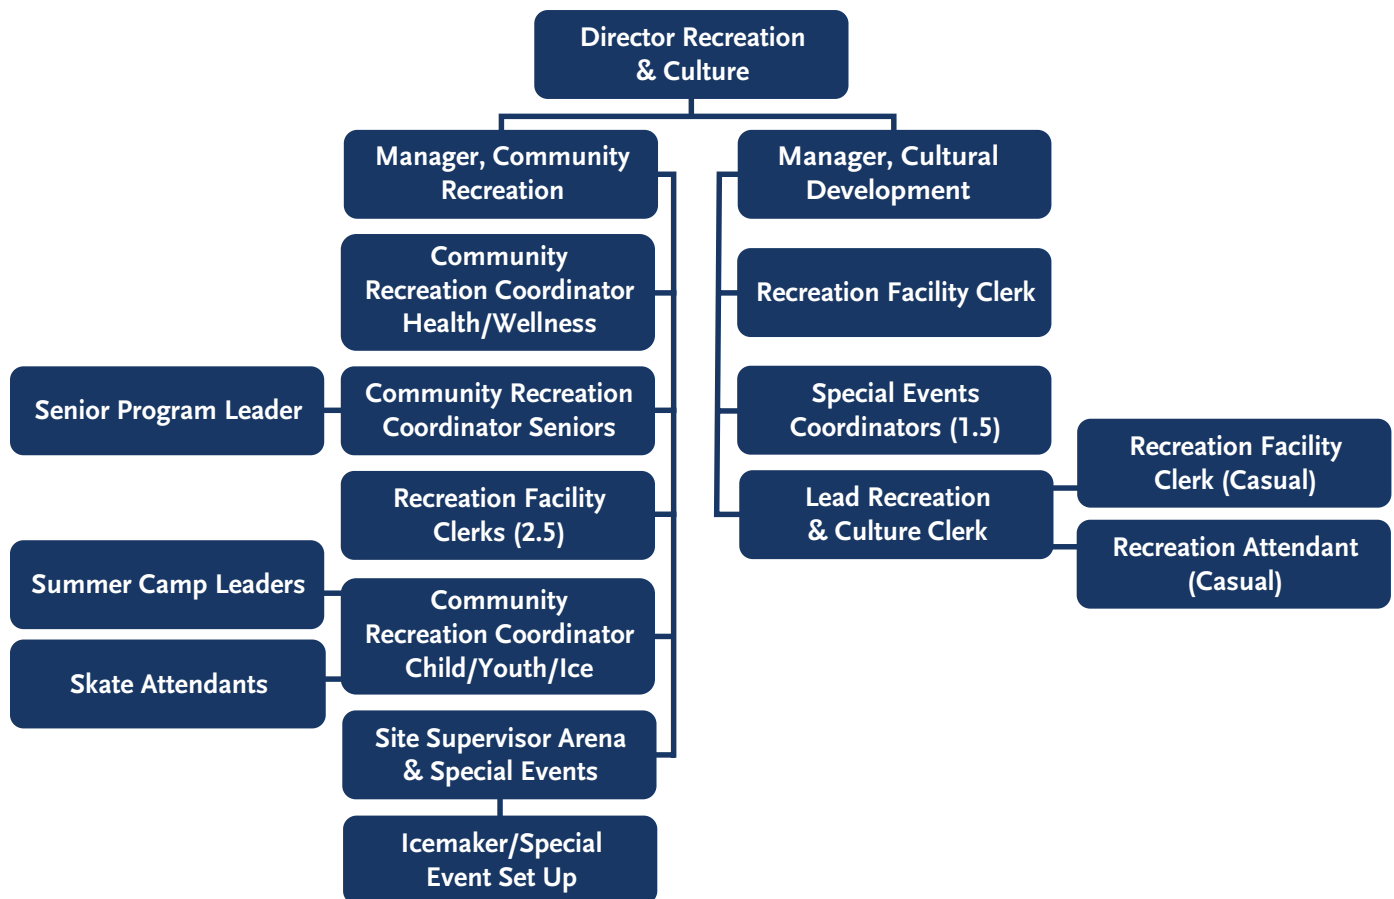 Director Recreation
& Culture
Manager, Community
Recreation
Manager, Cultural
Development
Community
Recreation Coordinator
Health/Wellness
Recreation Facility Clerk
Senior Program Leader
Community Recreation
Coordinator Seniors
Special Events
Coordinators (1.5)
Recreation Facility
Clerk (Casual)
Recreation Facility
Clerks (2.5)
Lead Recreation
& Culture Clerk
Recreation Attendant
(Casual)
Summer Camp Leaders
Community
Recreation Coordinator
Child/Youth/Ice
Skate Attendants
Site Supervisor Arena
& Special Events
Icemaker/Special
Event Set Up